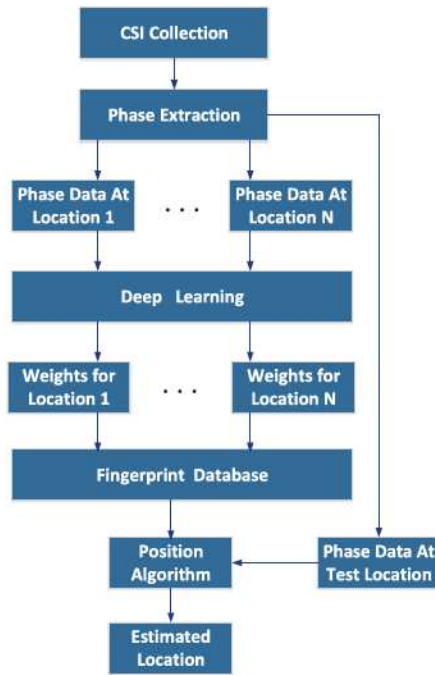 CSI Collection
Phase Extraction
Phase Data At
Location 1
. . .
Phase Data At
Location N
Deep Learning
Weights for
Location 1
. . .
Weights for
Location N
Fingerprint Database
Position
Algorithm
Phase Data At
Test Location
Estimated
Location